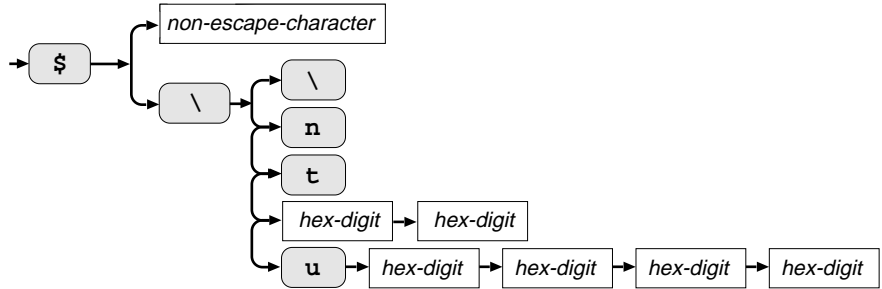 non-escape-character
$
\
\
n
t
hex-digit hex-digit
u hex-digit hex-digit hex-digit hex-digit